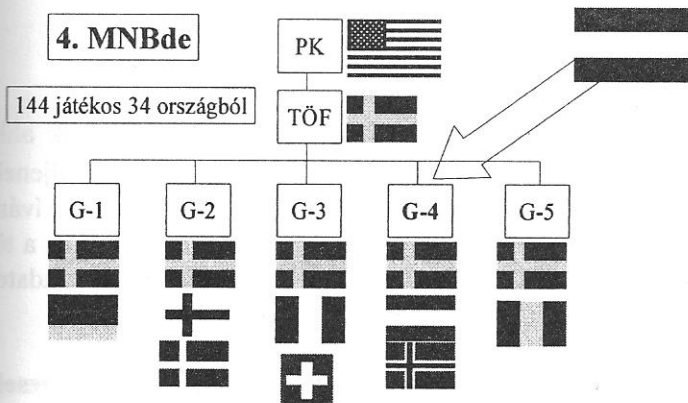 4. MNBde
PK
144 játékos 34 országból
TÖF
G-1
G-2
G-3
G-4
G-5